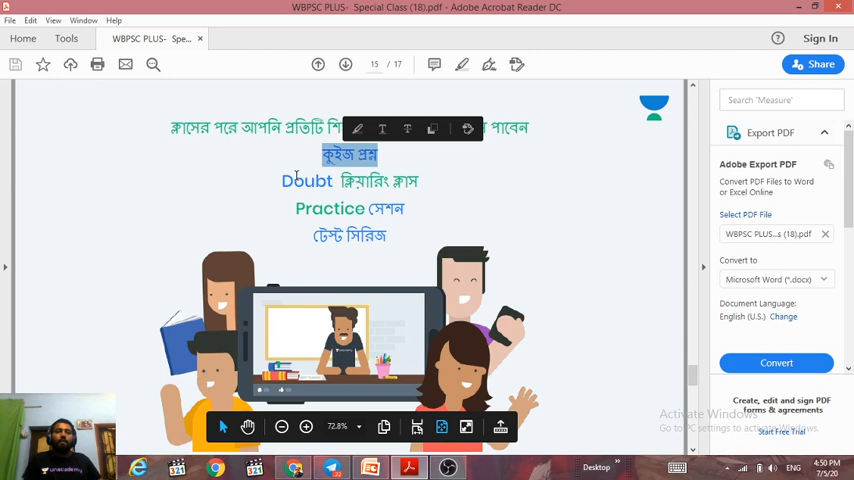 WBPSC PLUS- Special Class (18).pdf - Adobe Acrobat Reader DC
File Edit View Window Help
Home Tools WBPSC PLUS- Spe... × Sign In
15 / 17 Share
ক্লাসের পরে আপনি প্রতিটি পাবেন
কুইজ প্রশ্ন
Doubt ক্লিয়ারিং ক্লাস
Practice সেশন
টেস্ট সিরিজ
72.8%
Search 'Measure'
Export PDF
Adobe Export PDF
Convert PDF Files to Word
or Excel Online
Select PDF File
WBPSC PLUS...s (18).pdf
Convert to
Microsoft Word (*.docx)
Document Language:
English (U.S.) Change
Convert
Create, edit and sign PDF
forms & agreements
Start Free Trial
Activate Windows
Go to PC settings to activate Windows.
unacademy
321 321 Desktop ENG
4:50 PM
7/5/20